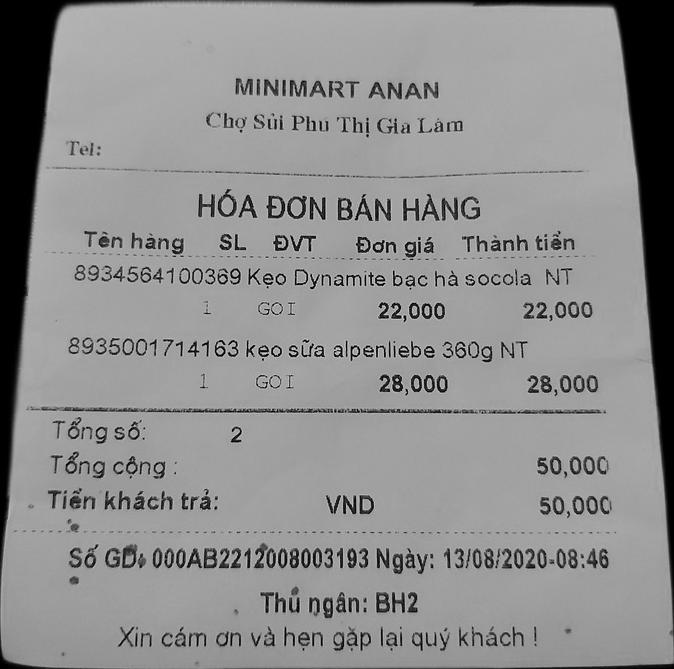 MINIMART ANAN
Chợ Sủi Phú Thị Gia Lâm
Tel:
HÓA ĐƠN BÁN HÀNG
Tên hàng SL ĐVT Đơn giá Thành tiền
8934564100369 Kẹo Dynamite bạc hà socola NT
1 GOI 22,000 22,000
8935001714163 kẹo sữa alpenliebe 360g NT
1 GOI 28,000 28,000
Tổng số: 2
Tổng cộng : 50,000
Tiền khách trả: VND 50,000
Số GD: 000AB2212008003193 Ngày: 13/08/2020-08:46
Thu ngân: BH2
Xin cám ơn và hẹn gặp lại quý khách !